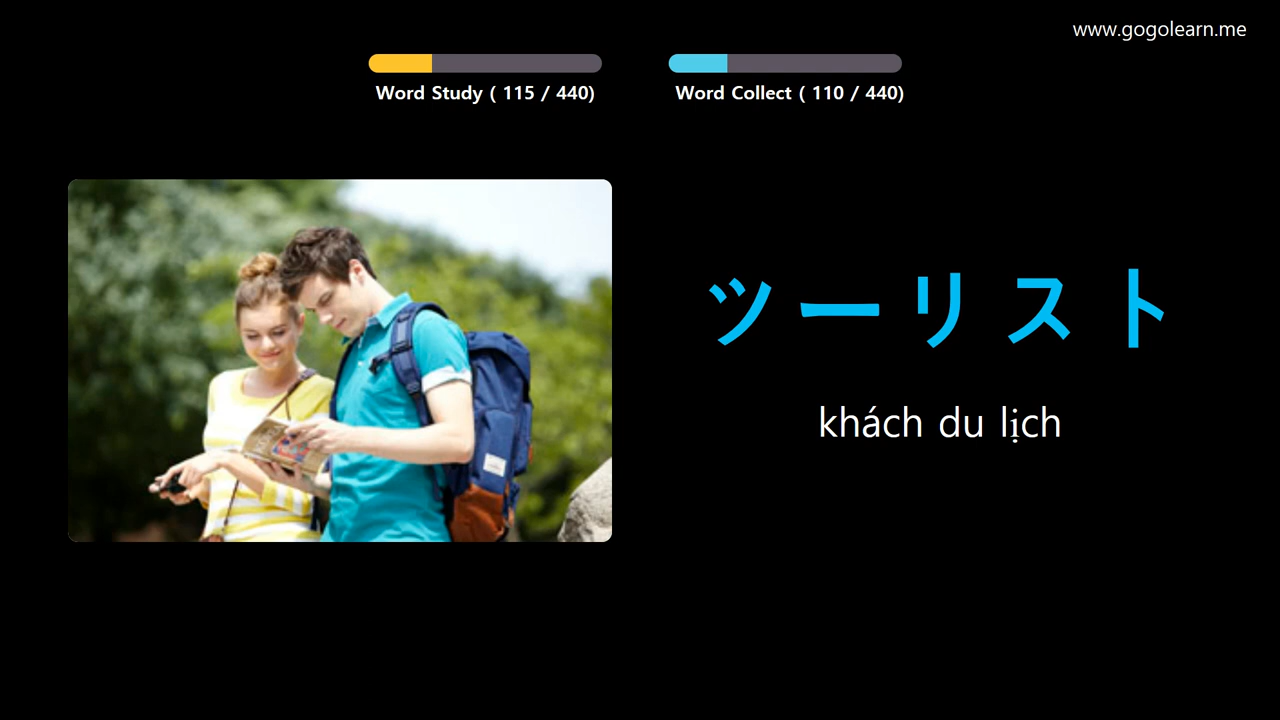 www.gogolearn.me
Word Study ( 115 / 440)
Word Collect ( 110 / 440)
ツーリスト
khách du lịch